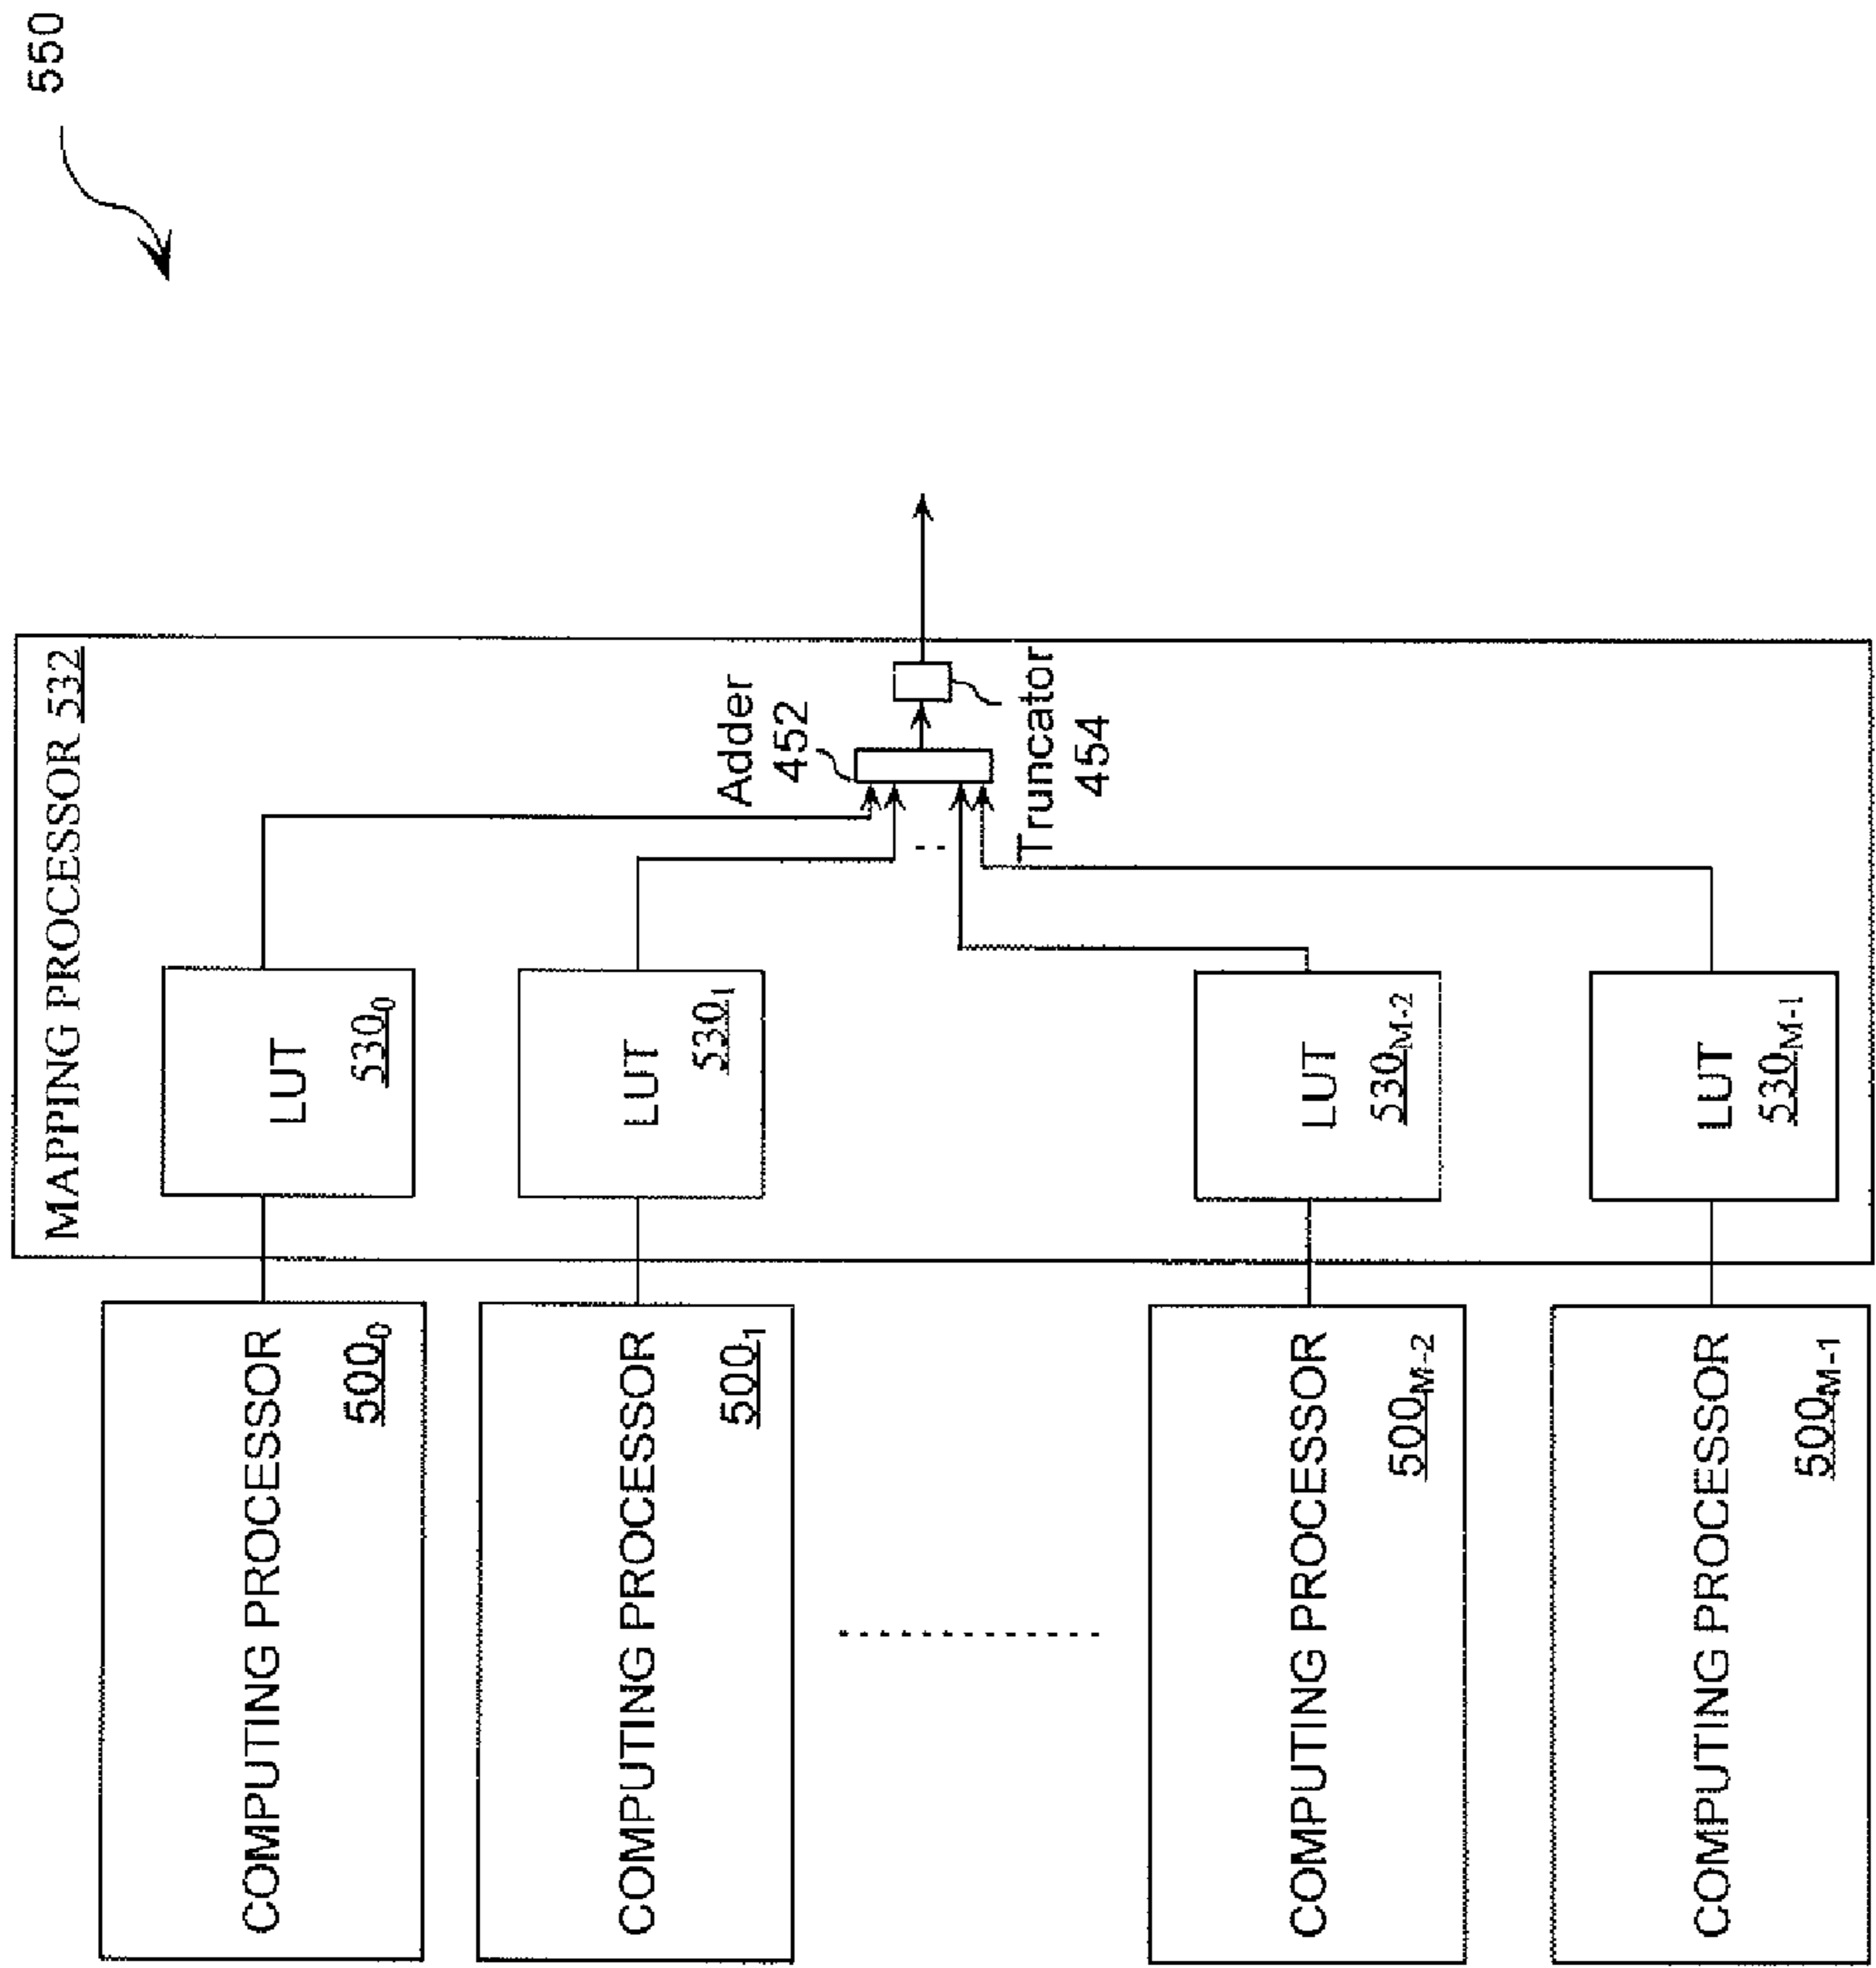 550
MAPPING PROCESSOR 532
COMPUTING PROCESSOR
500₀
LUT
530₀
Adder
452
COMPUTING PROCESSOR
500₁
LUT
530₁
Truncator
454
COMPUTING PROCESSOR
500M-2
LUT
530M-2
COMPUTING PROCESSOR
500M-1
LUT
530M-1